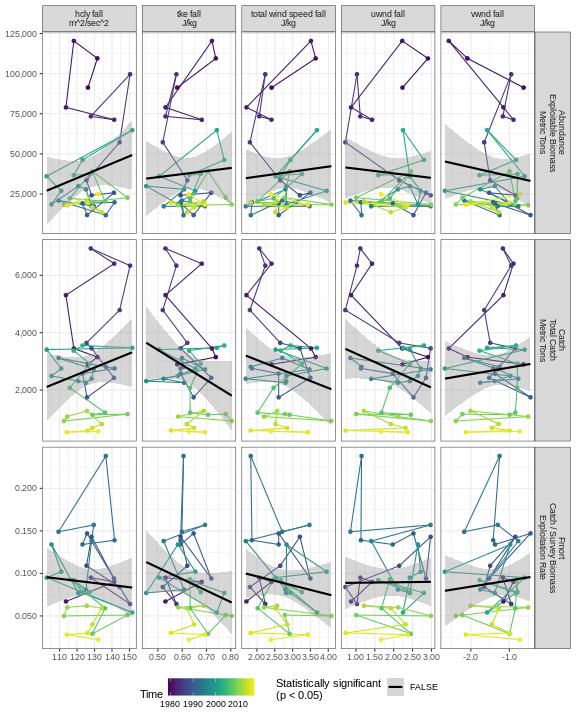 hdly fall
m^2/sec^2
tke fall
J/kg
total wind speed fall
J/kg
uwnd fall
J/kg
vwnd fall
J/kg
125,000
100,000
75,000
50,000
25,000
Abundance
Exploitable Biomass
Metric Tons
6,000
4,000
2,000
Catch
Total Catch
Metric Tons
0.200
0.150
0.100
0.050
Fmort
Catch / Survey Biomass
Exploitation Rate
110 120 130 140 150
0.50 0.60 0.70 0.80
2.00 2.50 3.00 3.50 4.00
1.00 1.50 2.00 2.50 3.00
-2.0 -1.0
Time
1980 1990 2000 2010
Statistically significant
(p < 0.05)
FALSE